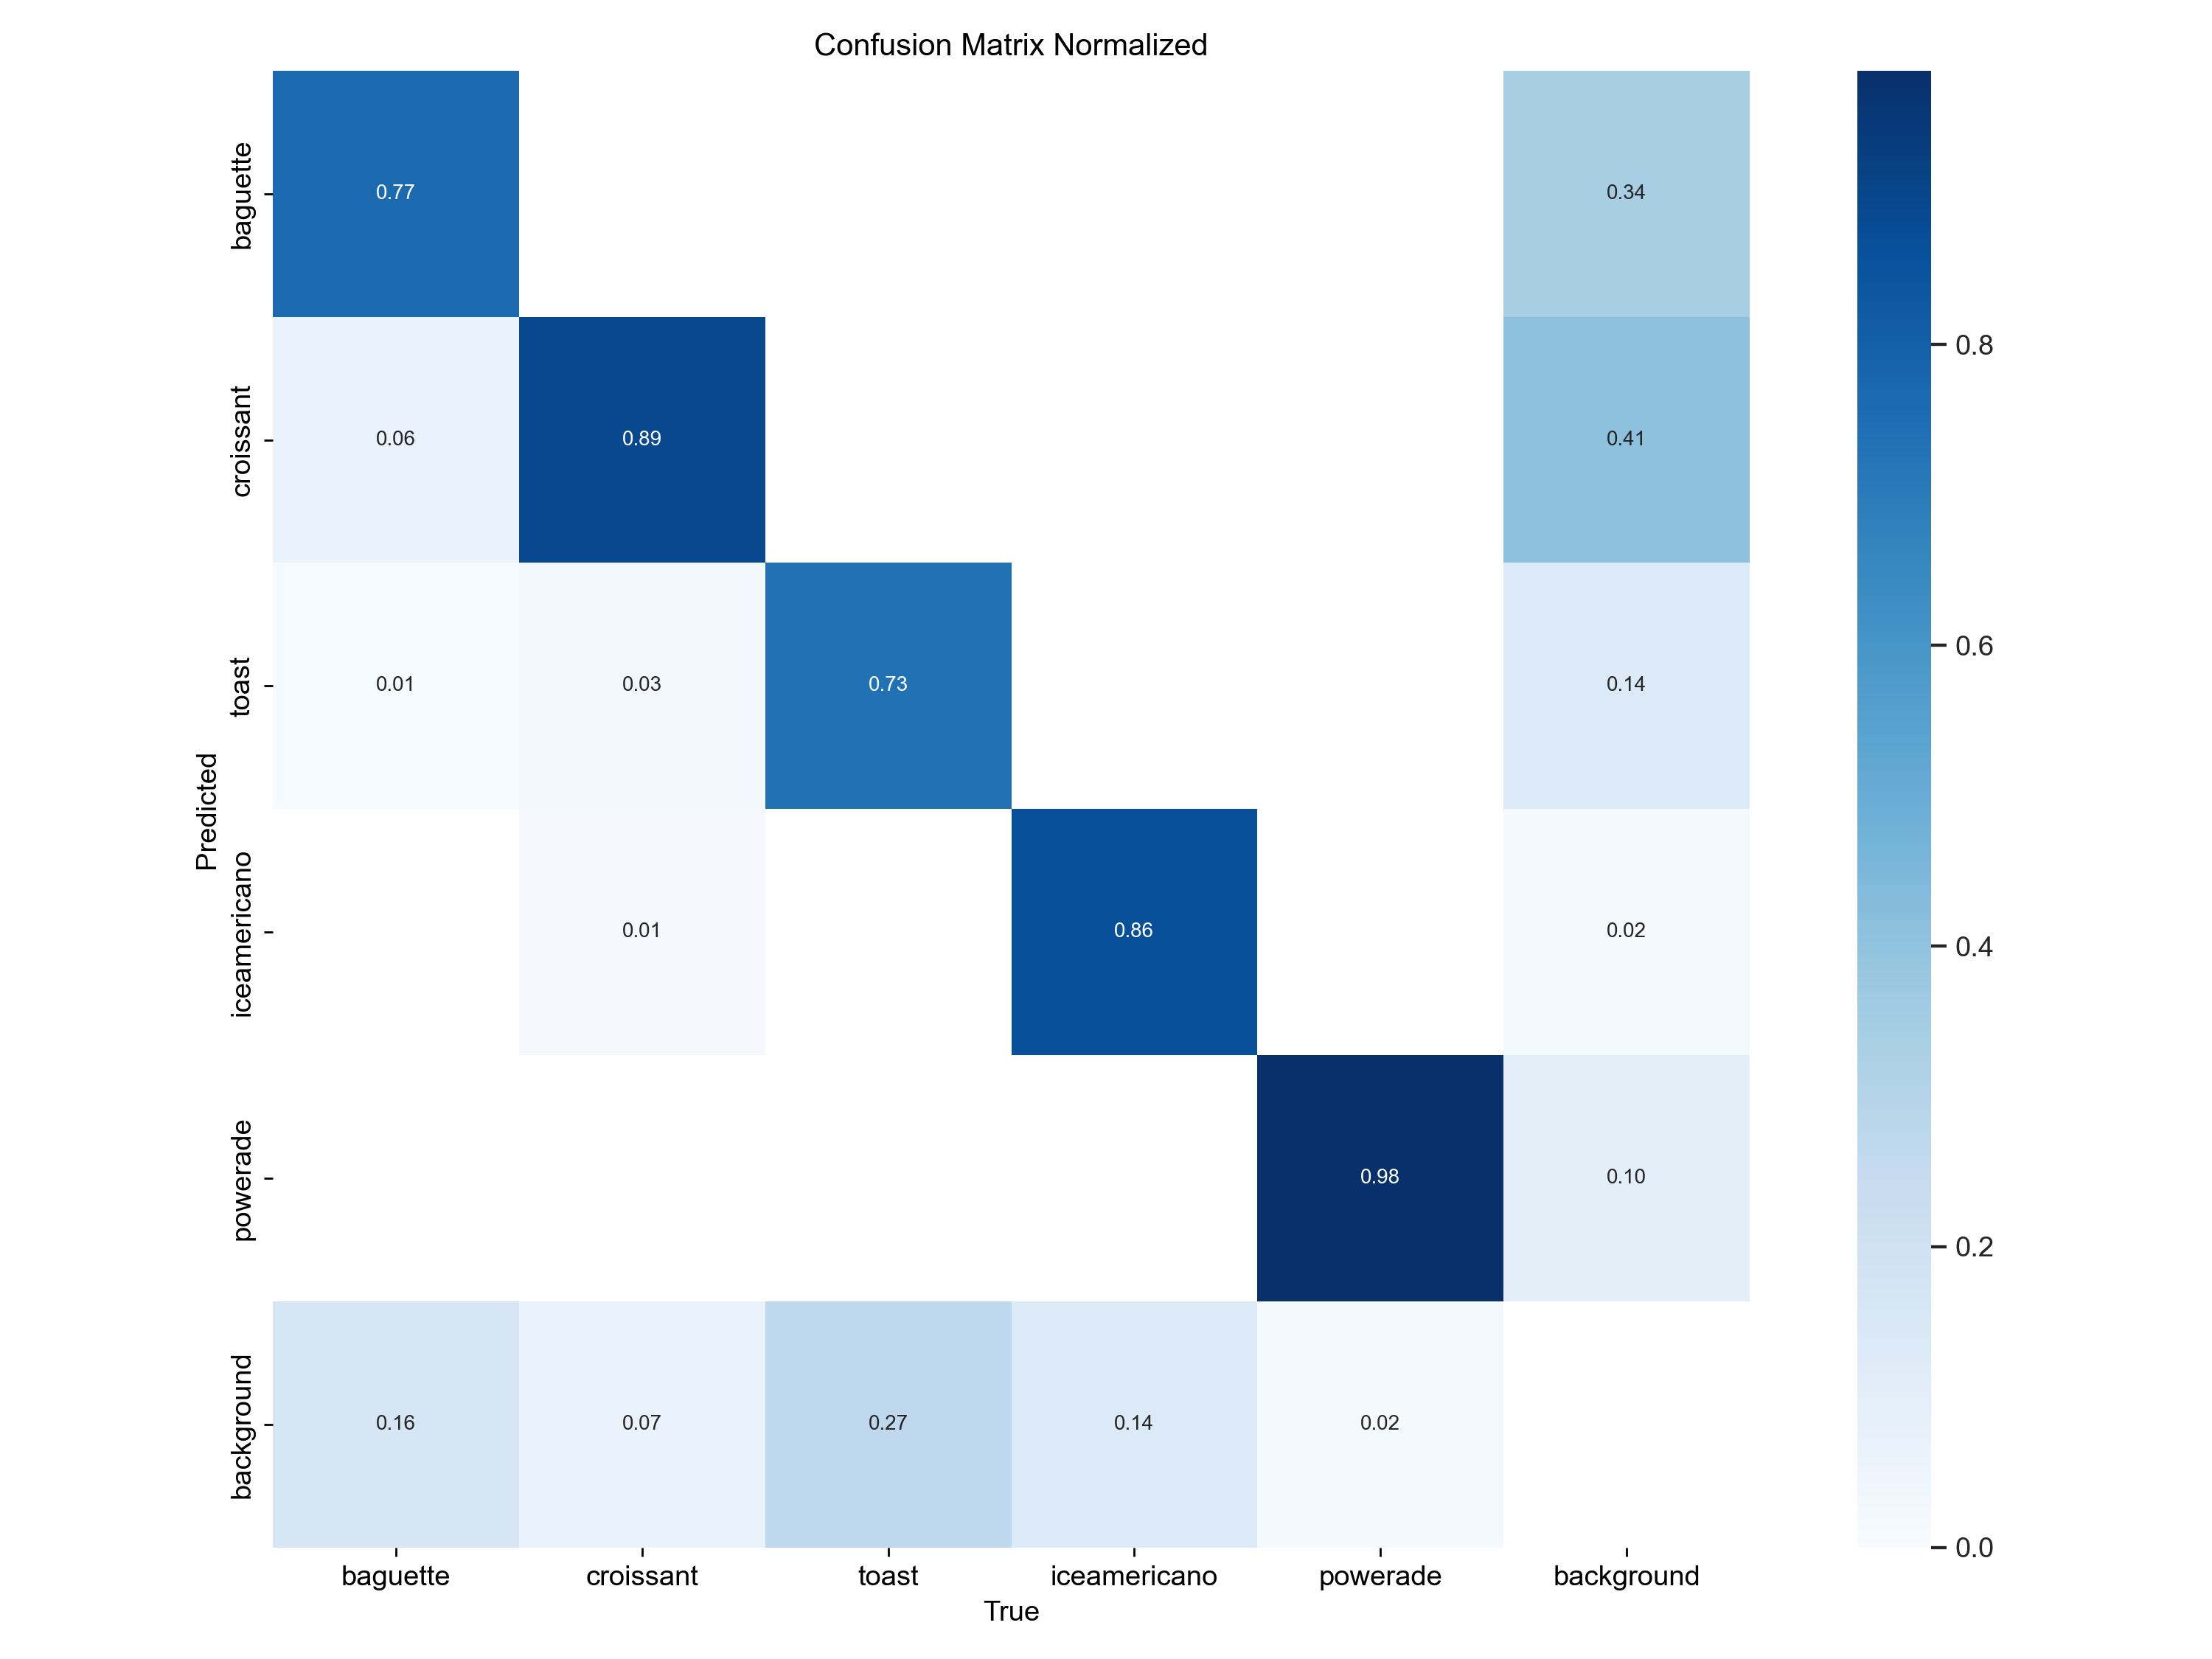 Confusion Matrix Normalized
baguette
0.77
0.34
croissant
0.06
0.89
0.41
toast
0.01
0.03
0.73
0.14
iceamericano
0.01
0.86
0.02
powerade
0.98
0.10
background
0.16
0.07
0.27
0.14
0.02
Predicted
baguette
croissant
toast
iceamericano
powerade
background
True
0.8
0.6
0.4
0.2
0.0